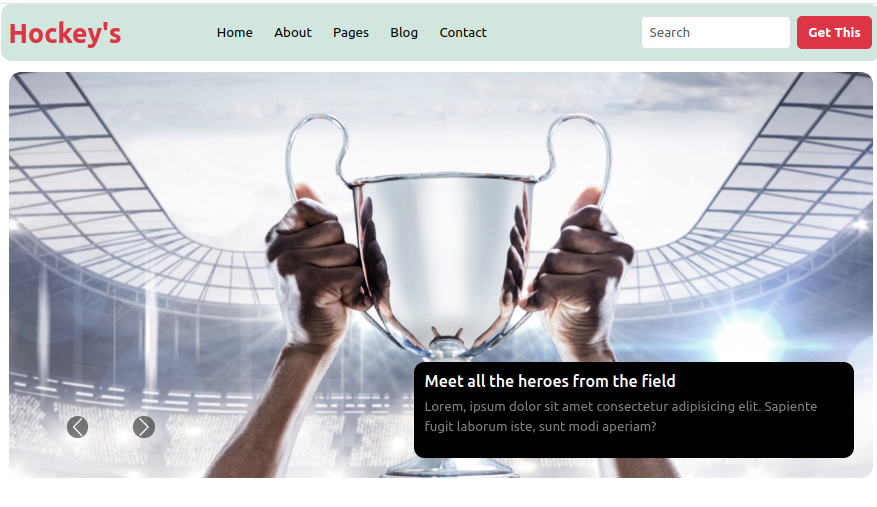 Hockey's
Home About Pages Blog Contact
Search
Get This
Meet all the heroes from the field
Lorem, ipsum dolor sit amet consectetur adipisicing elit. Sapiente
fugit laborum iste, sunt modi aperiam?